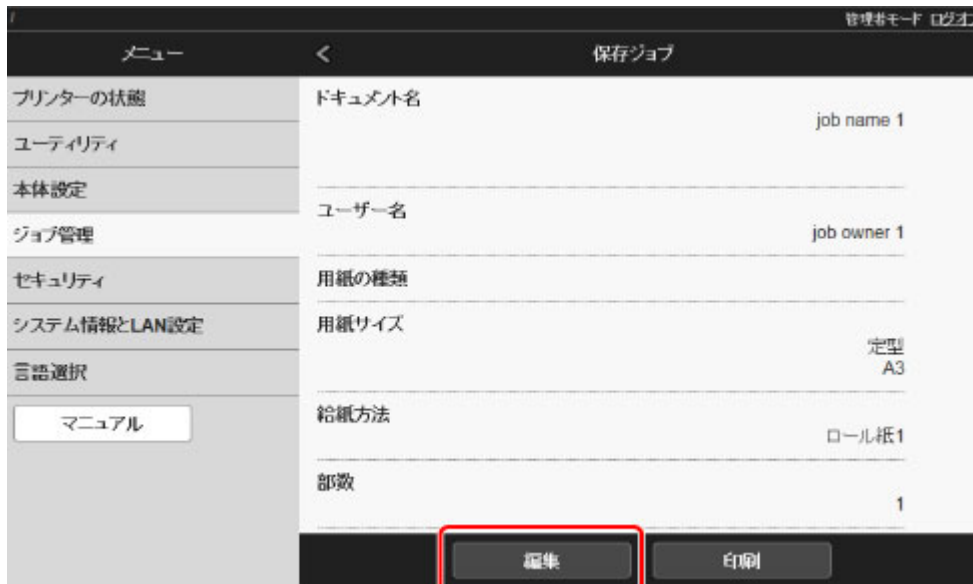 管理者モード ログオフ
メニュー
< 保存ジョブ
プリンターの状態
ユーティリティ
本体設定
ジョブ管理
セキュリティ
システム情報とLAN設定
言語選択
マニュアル
ドキュメント名
job name 1
ユーザー名
job owner 1
用紙の種類
用紙サイズ
定型
A3
給紙方法
ロール紙1
部数
1
編集 印刷